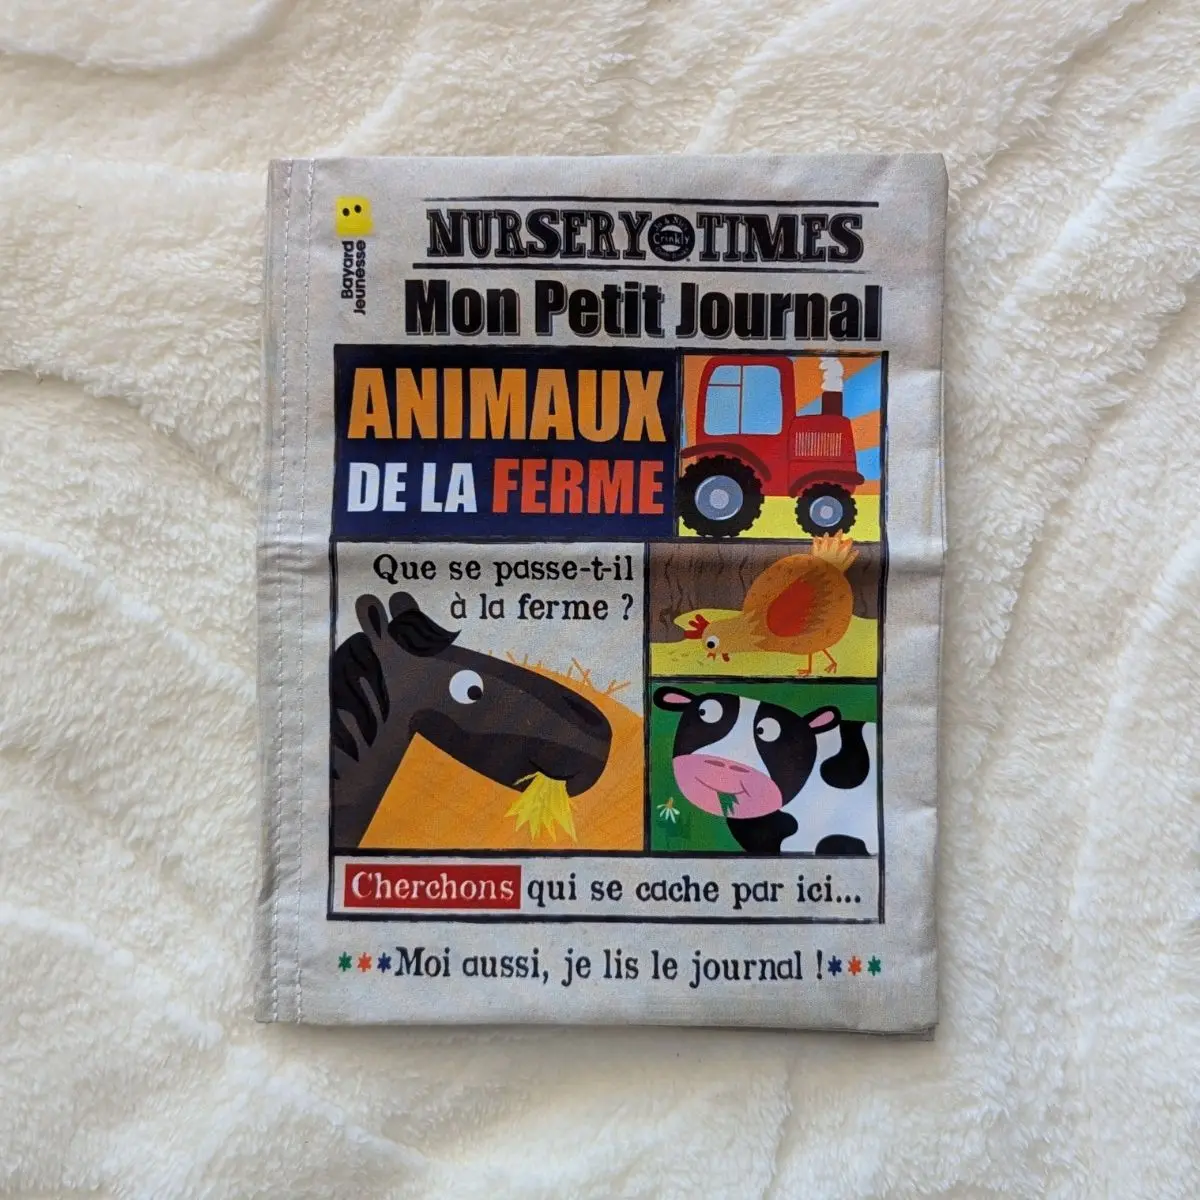 Bayard
Jeunesse
NURSERY TIMES
Crinkly
Mon Petit Journal
ANIMAUX
DE LA FERME
Que se passe-t-il
à la ferme ?
Cherchons qui se cache par ici...
Moi aussi, je lis le journal !